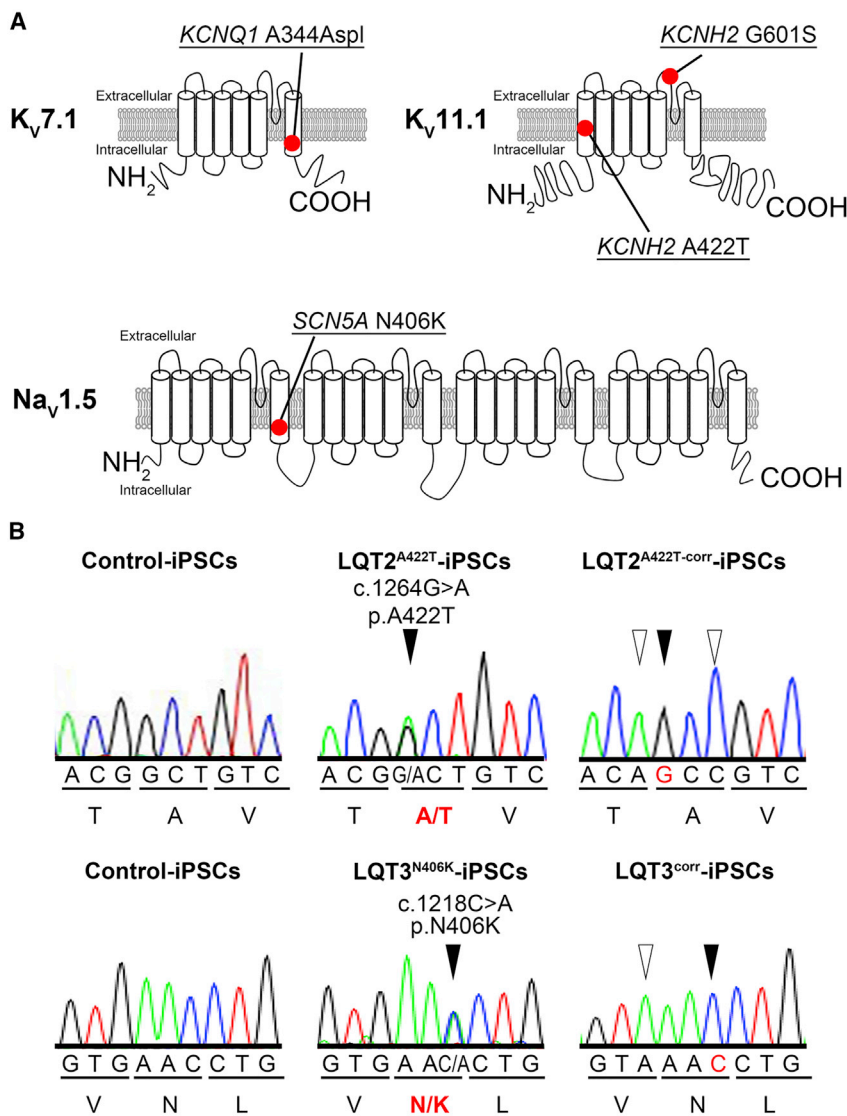 A
KCNQ1 A344Aspl
KCNH2 G601S
Extracellular
Extracellular
KV7.1
KV11.1
Intracellular
Intracellular
NH2
COOH
NH2
COOH
KCNH2 A422T
SCN5A N406K
Extracellular
NaV1.5
NH2
COOH
Intracellular
B
Control-iPSCs
LQT2A422T-iPSCs
LQT2A422T-corr-iPSCs
c.1264G>A
p.A422T
A C G G C T G T C
A C G G/A C T G T C
A C A G C C G T C
T A V
T A/T V
T A V
Control-iPSCs
LQT3N406K-iPSCs
LQT3corr-iPSCs
c.1218C>A
p.N406K
G T G A A C C T G
G T G A A C/A C T G
G T A A A C C T G
V N L
V N/K L
V N L